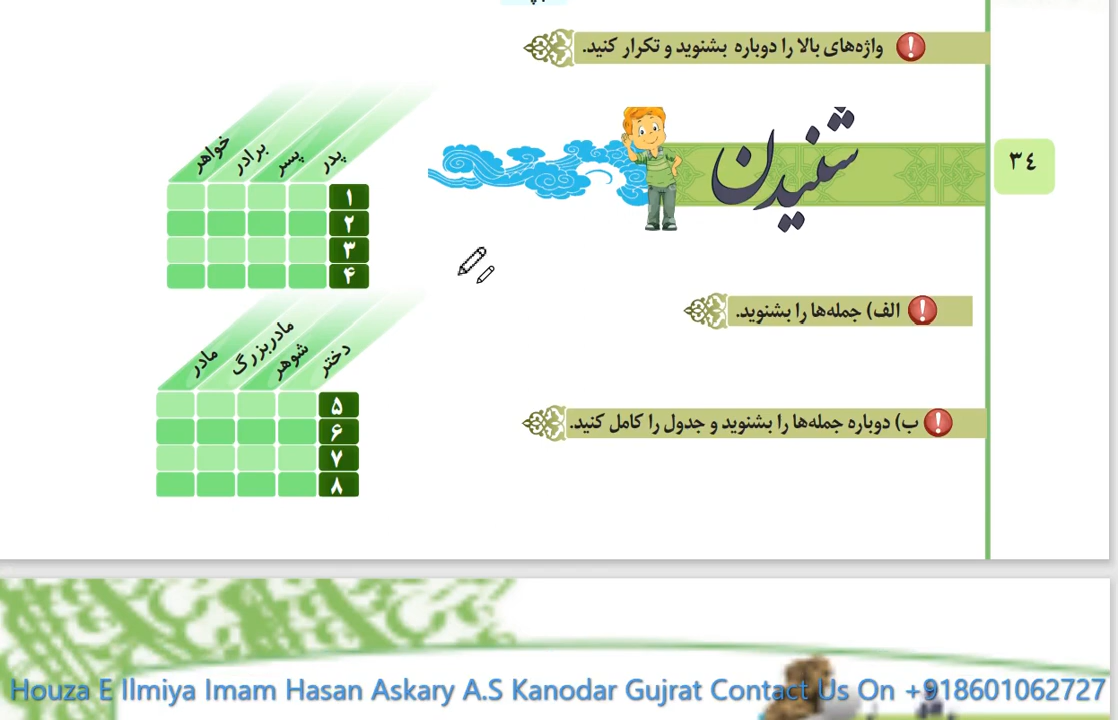 واژه‌های بالا را دوباره بشنوید و تکرار کنید.
۳۴
شنیدن
پدر پسر برادر خواهر
۱
۲
۳
۴
الف) جمله‌ها را بشنوید.
دختر شوهر مادربزرگ مادر
۵
۶
۷
۸
ب) دوباره جمله‌ها را بشنوید و جدول را کامل کنید.
Houza E Ilmiya Imam Hasan Askary A.S Kanodar Gujrat Contact Us On +918601062727